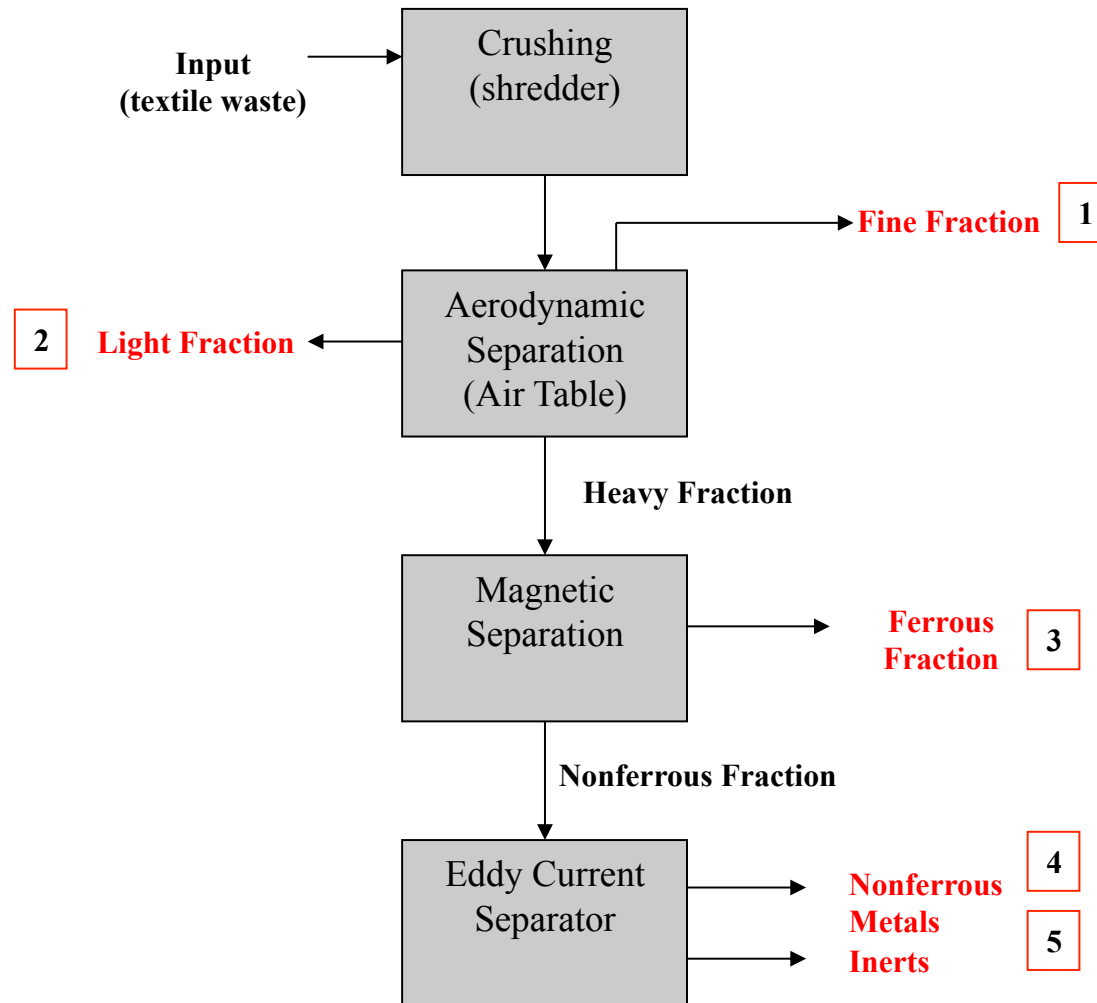 Crushing
(shredder)
Input
(textile waste)
Fine Fraction
1
2
Light Fraction
Aerodynamic
Separation
(Air Table)
Heavy Fraction
Magnetic
Separation
Ferrous
Fraction
3
Nonferrous Fraction
Eddy Current
Separator
Nonferrous
Metals
4
Inerts
5